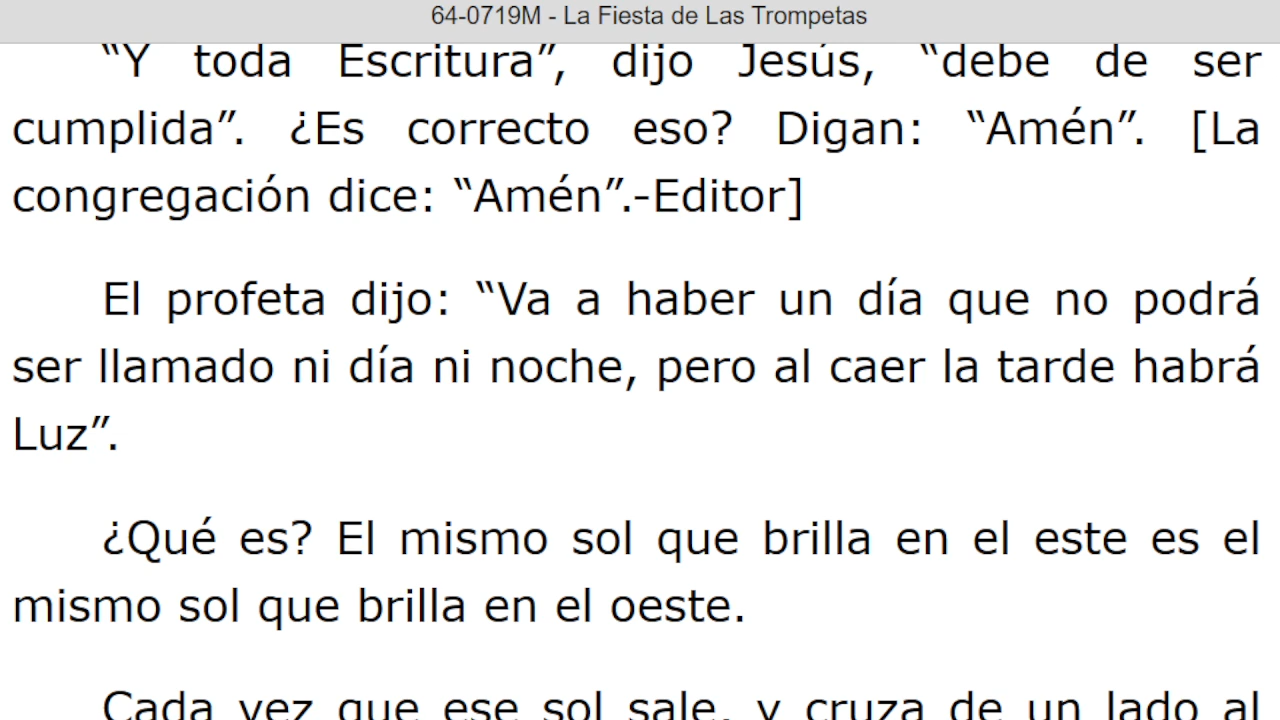 64-0719M - La Fiesta de Las Trompetas
“Y toda Escritura”, dijo Jesús, “debe de ser
cumplida”. ¿Es correcto eso? Digan: “Amén”. [La
congregación dice: “Amén”.-Editor]
El profeta dijo: “Va a haber un día que no podrá
ser llamado ni día ni noche, pero al caer la tarde habrá
Luz”.
¿Qué es? El mismo sol que brilla en el este es el
mismo sol que brilla en el oeste.
Cada vez que ese sol sale, y cruza de un lado al